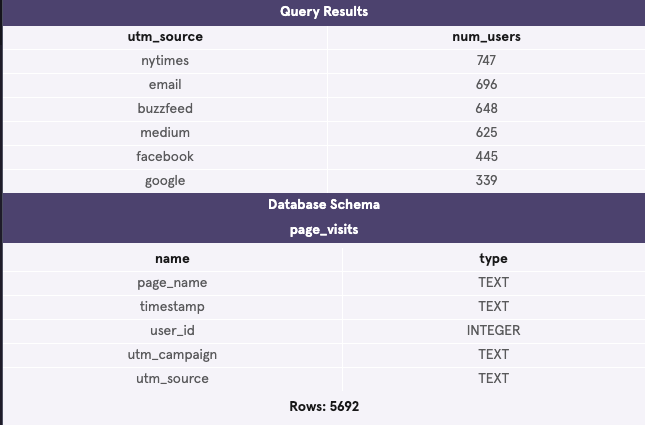 Query Results
utm_source num_users
nytimes 747
email 696
buzzfeed 648
medium 625
facebook 445
google 339
Database Schema
page_visits
name type
page_name TEXT
timestamp TEXT
user_id INTEGER
utm_campaign TEXT
utm_source TEXT
Rows: 5692